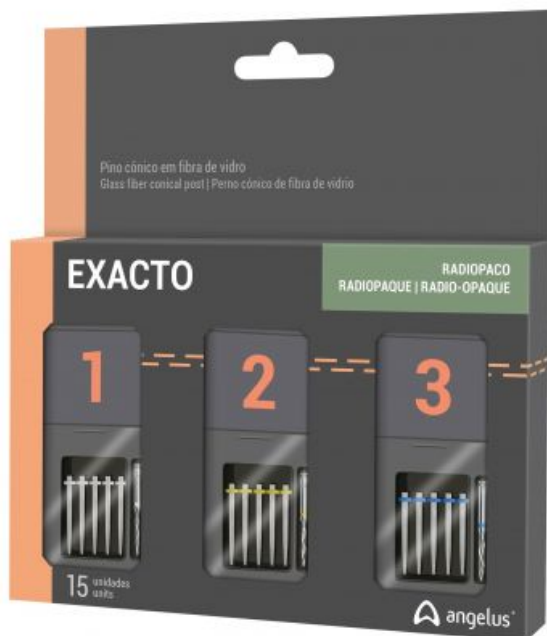 Pino cónico em fibra de vidro
Glass fiber conical post | Perno cónico de fibra de vidrio
EXACTO
RADIOPACO
RADIOPAQUE | RADIO-OPAQUE
1
2
3
15 unidades
units
angelus®